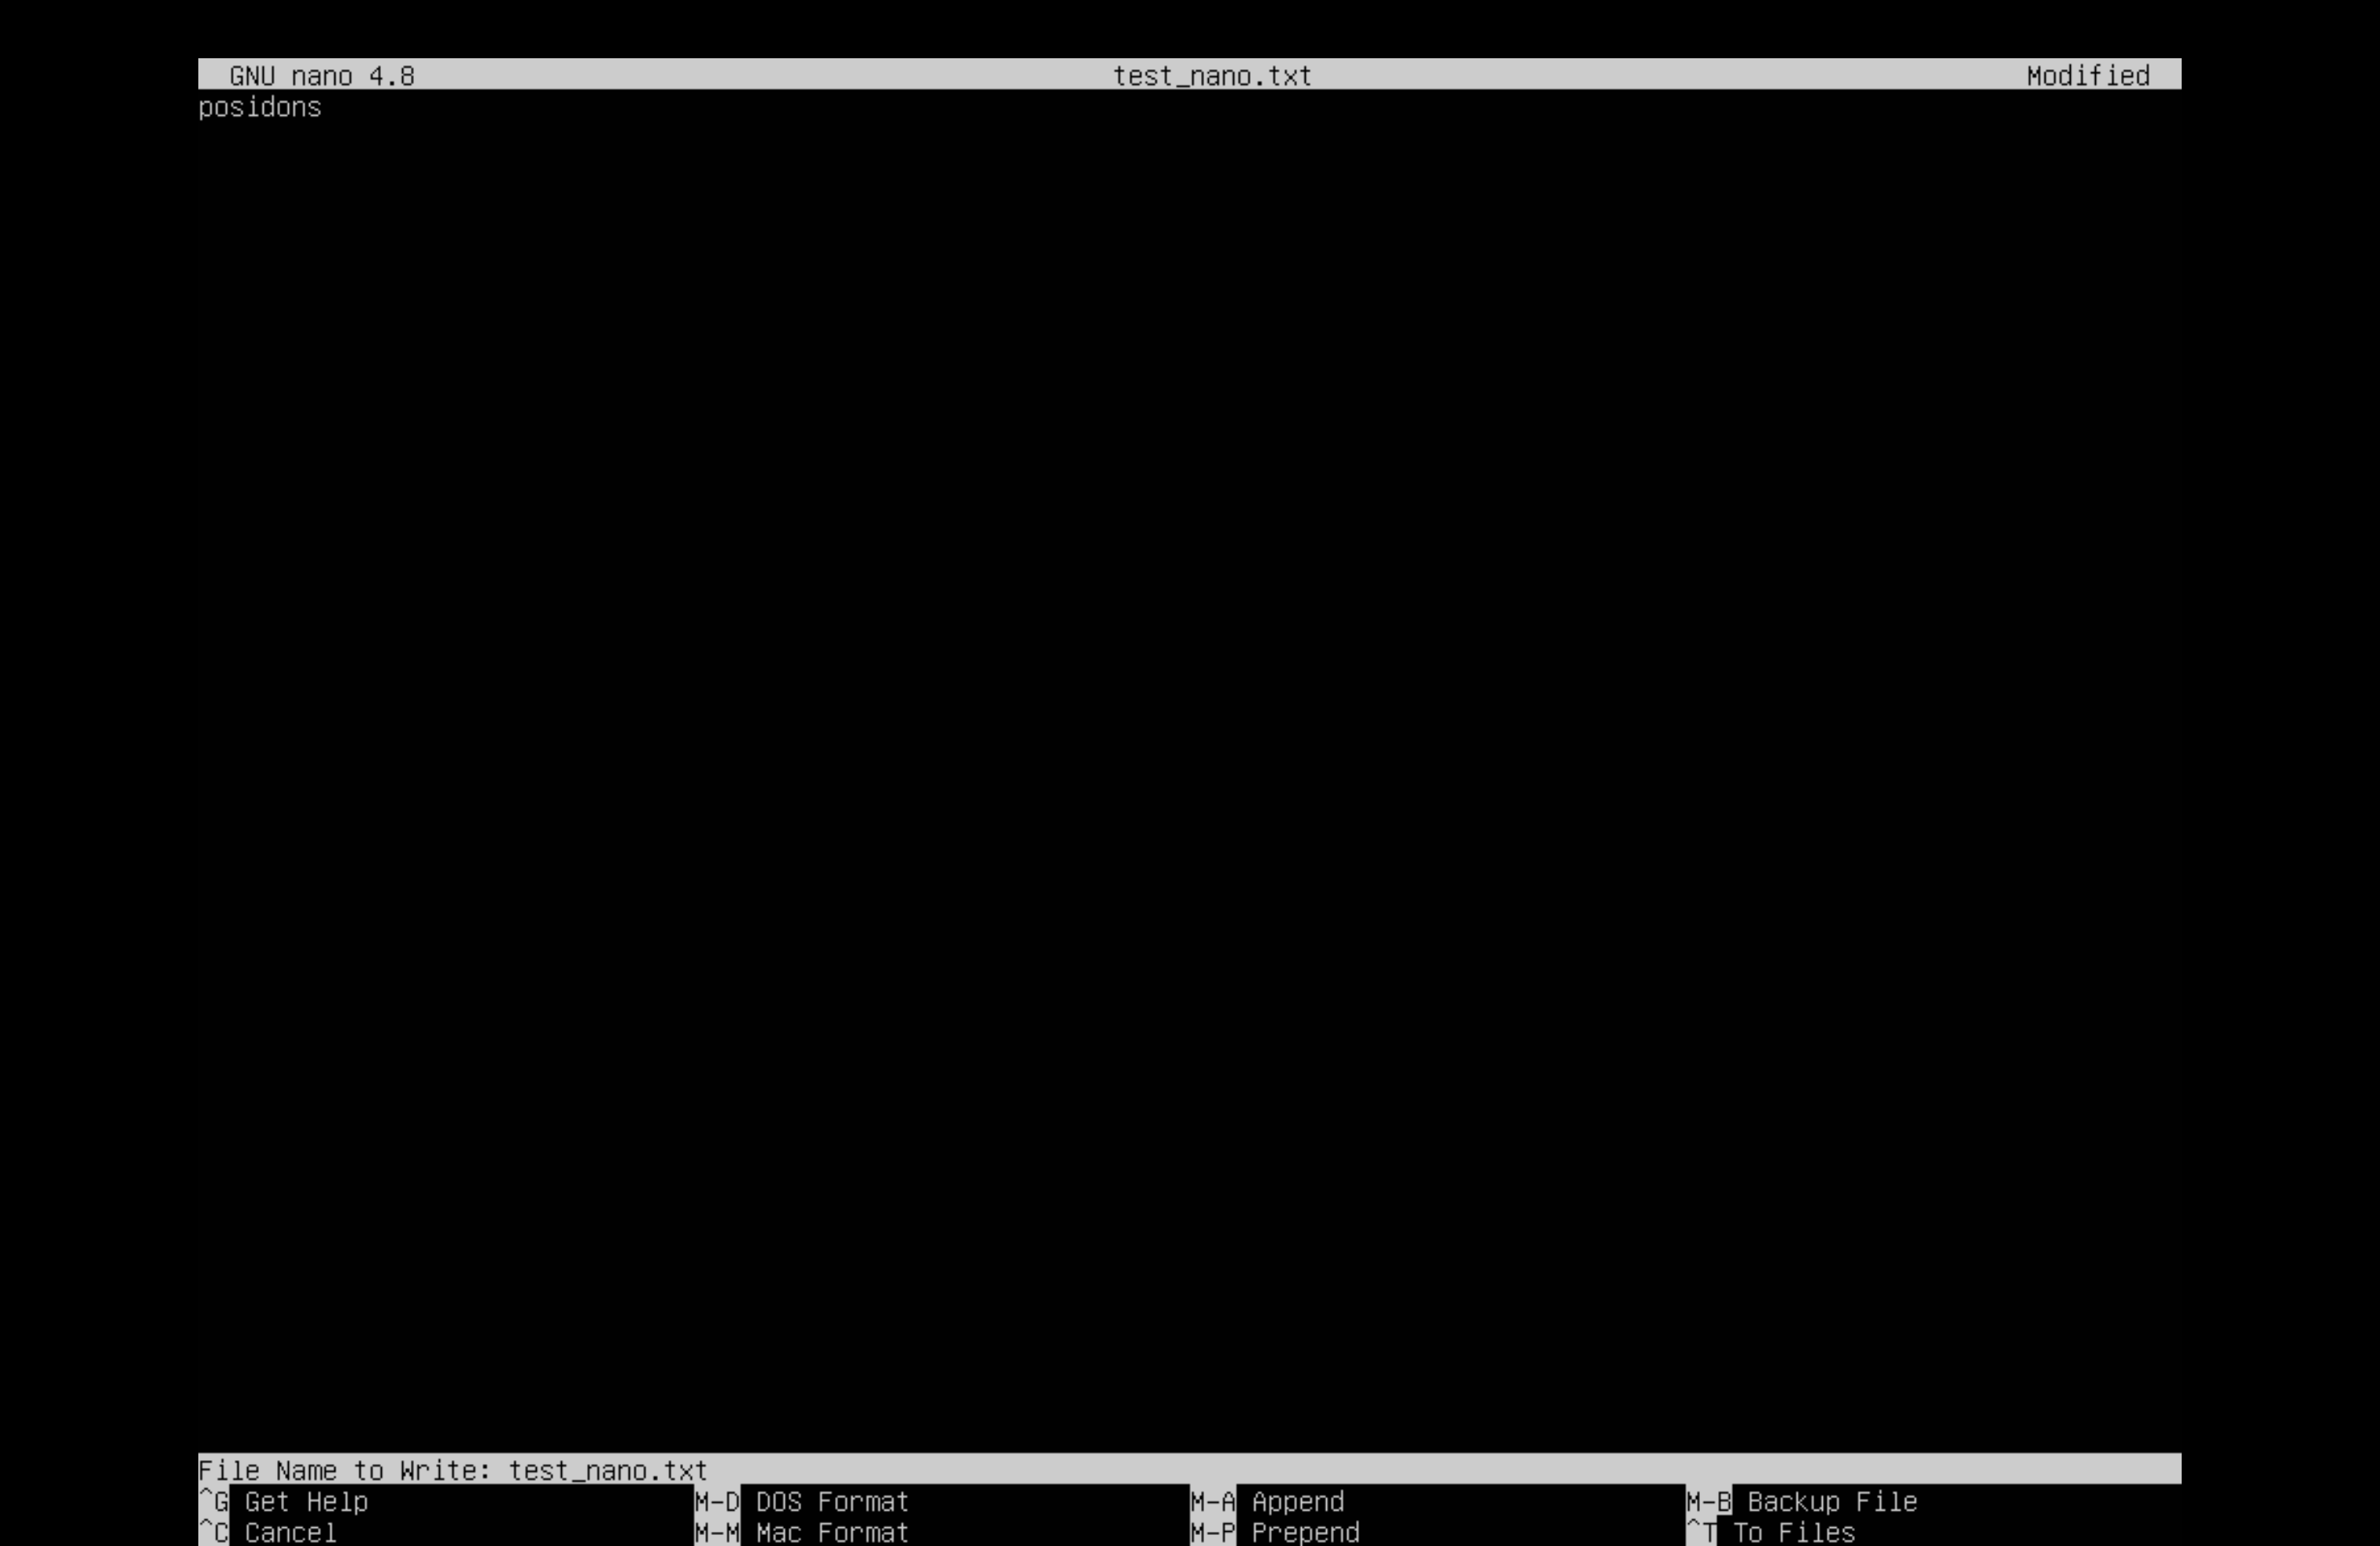 GNU nano 4.8 test_nano.txt Modified
posidons
File Name to Write: test_nano.txt
^G Get Help M-D DOS Format M-A Append M-B Backup File
^C Cancel M-M Mac Format M-P Prepend ^T To Files